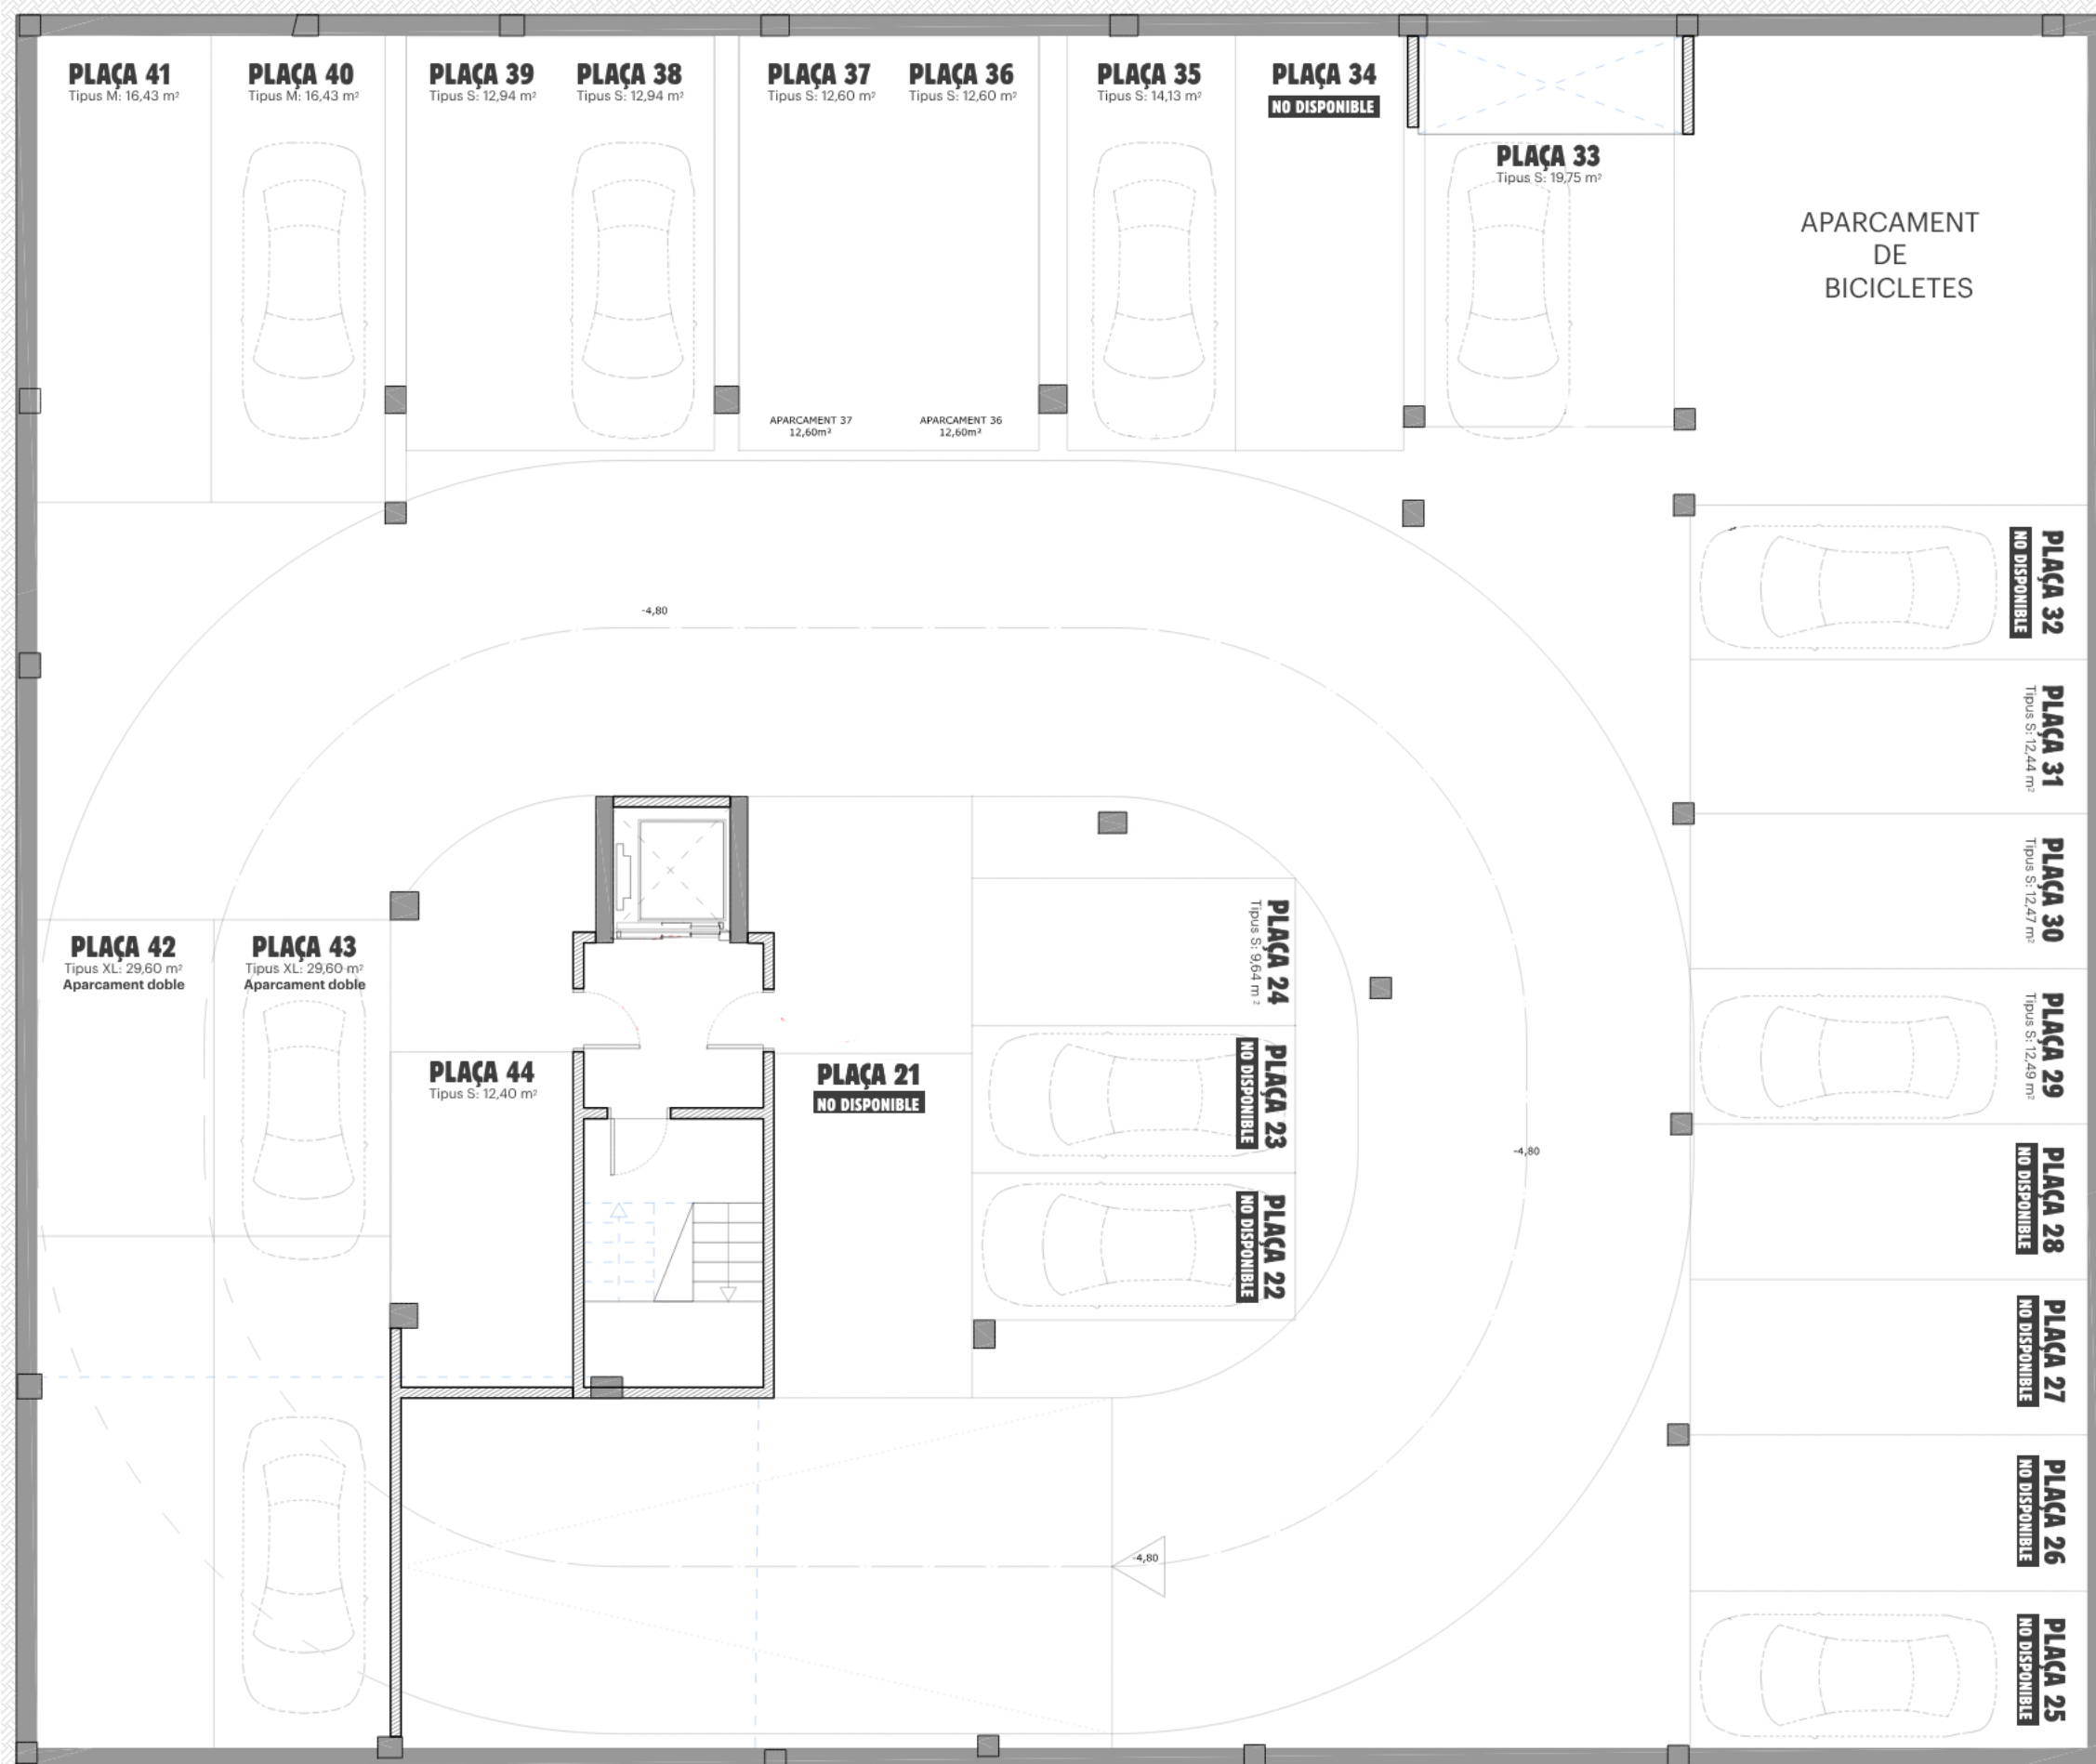 PLAÇA 41
Tipus M: 16,43 m²
PLAÇA 40
Tipus M: 16,43 m²
PLAÇA 39
Tipus S: 12,94 m²
PLAÇA 38
Tipus S: 12,94 m²
PLAÇA 37
Tipus S: 12,60 m²
PLAÇA 36
Tipus S: 12,60 m²
PLAÇA 35
Tipus S: 14,13 m²
PLAÇA 34
NO DISPONIBLE
PLAÇA 33
Tipus S: 19,75 m²
APARCAMENT
DE
BICICLETES
APARCAMENT 37
12,60m²
APARCAMENT 36
12,60m²
PLAÇA 32
NO DISPONIBLE
-4,80
PLAÇA 31
Tipus S: 12,44 m²
PLAÇA 30
Tipus S: 12,47 m²
PLAÇA 29
Tipus S: 12,49 m²
PLAÇA 42
Tipus XL: 29,60 m²
Aparcament doble
PLAÇA 43
Tipus XL: 29,60 m²
Aparcament doble
PLAÇA 24
Tipus S: 9,64 m²
PLAÇA 44
Tipus S: 12,40 m²
PLAÇA 21
NO DISPONIBLE
PLAÇA 23
NO DISPONIBLE
PLAÇA 22
NO DISPONIBLE
-4,80
PLAÇA 28
NO DISPONIBLE
PLAÇA 27
NO DISPONIBLE
PLAÇA 26
NO DISPONIBLE
-4,80
PLAÇA 25
NO DISPONIBLE